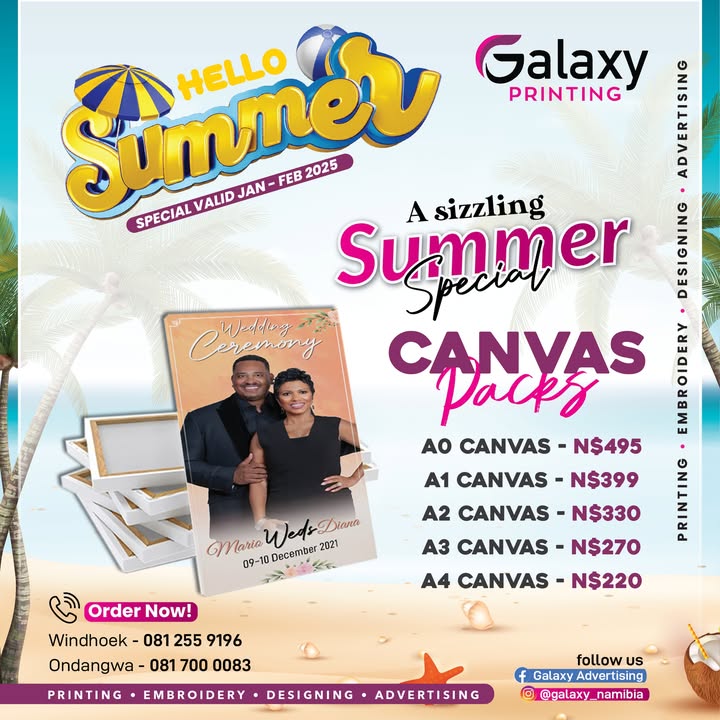 HELLO
Summer
SPECIAL VALID JAN - FEB 2025
Galaxy
PRINTING
A sizzling
Summer
Special
CANVAS
Packs
A0 CANVAS - N$495
A1 CANVAS - N$399
A2 CANVAS - N$330
A3 CANVAS - N$270
A4 CANVAS - N$220
Wedding
Ceremony
Mario Weds Diana
09-10 December 2021
PRINTING • EMBROIDERY • DESIGNING • ADVERTISING
Order Now!
Windhoek - 081 255 9196
Ondangwa - 081 700 0083
follow us
Galaxy Advertising
@galaxy_namibia
PRINTING • EMBROIDERY • DESIGNING • ADVERTISING